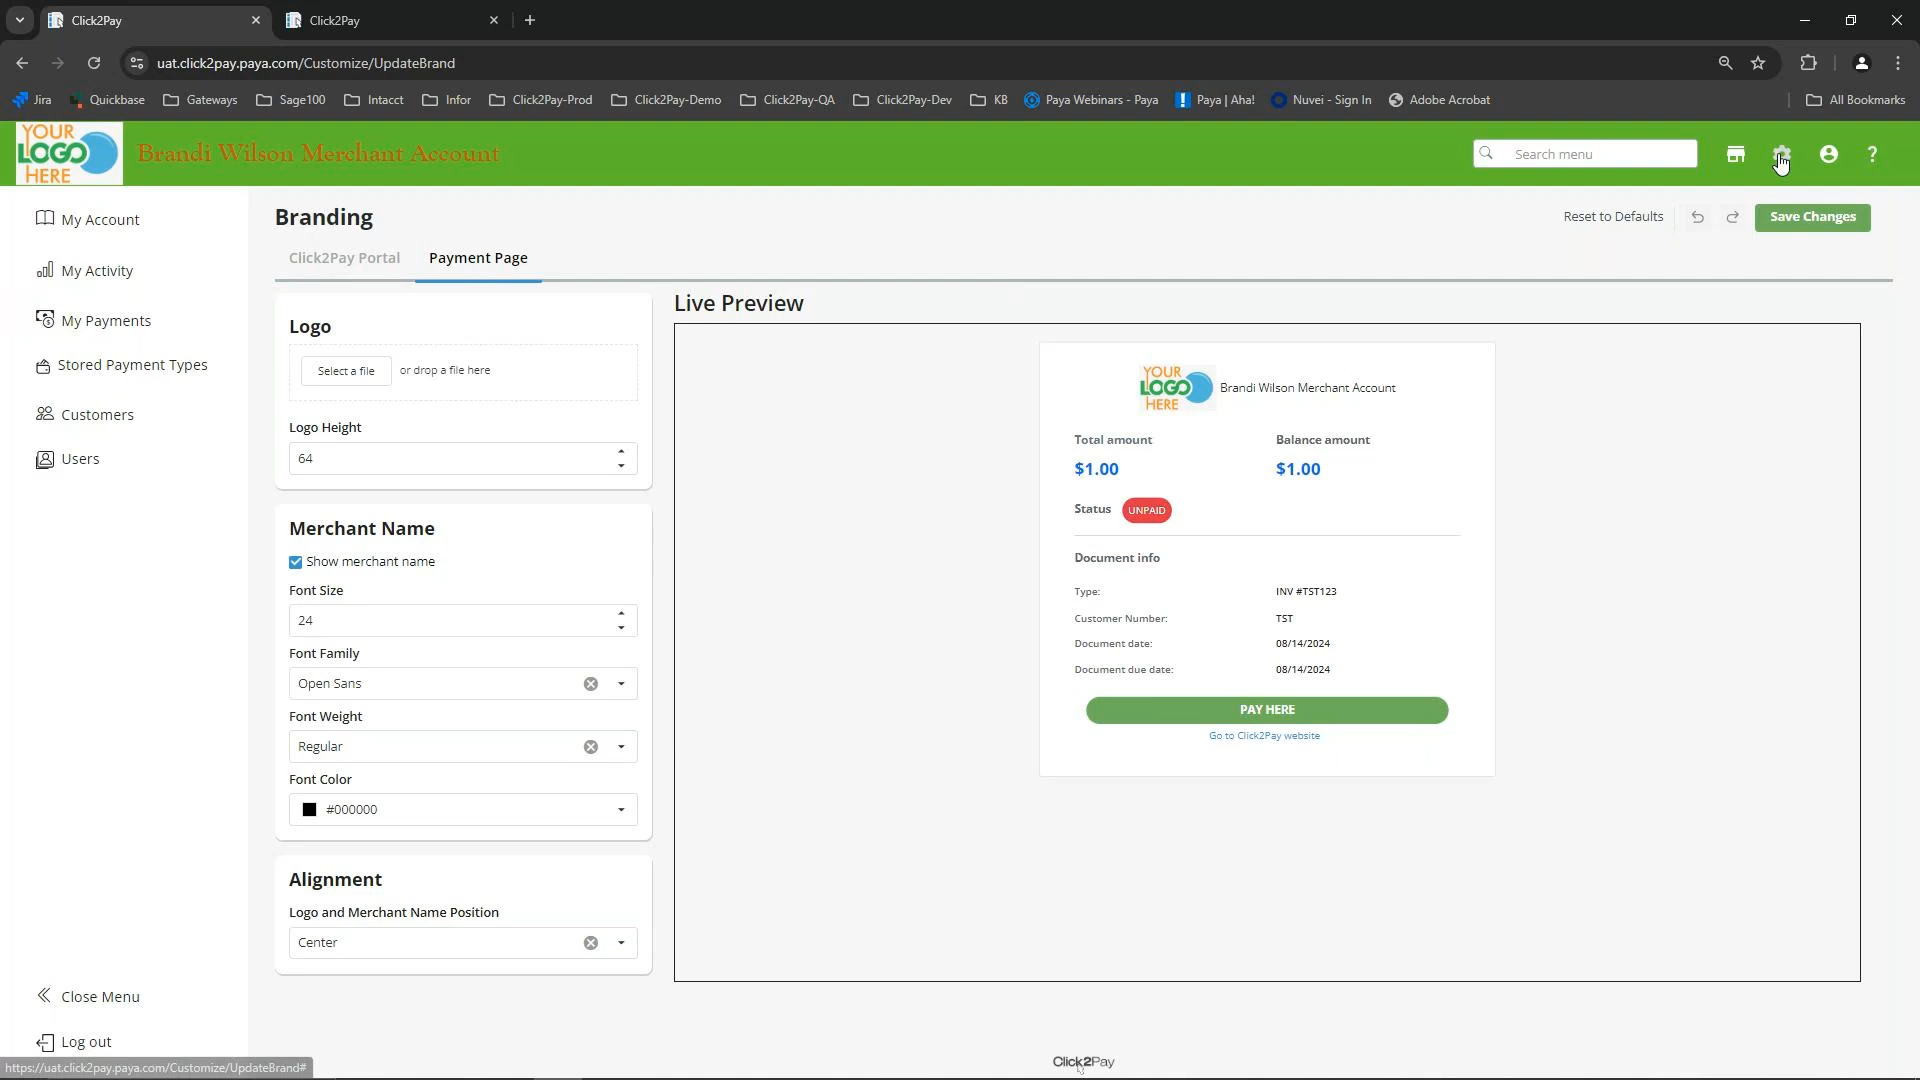 Click2Pay
Click2Pay
uat.click2pay.paya.com/Customize/UpdateBrand
Jira
Quickbase
Gateways
Sage100
Intacct
Infor
Click2Pay-Prod
Click2Pay-Demo
Click2Pay-QA
Click2Pay-Dev
KB
Paya Webinars - Paya
Paya | Aha!
Nuvei - Sign In
Adobe Acrobat
All Bookmarks
YOUR
LOGO
HERE
Brandi Wilson Merchant Account
Search menu
?
My Account
My Activity
My Payments
Stored Payment Types
Customers
Users
Close Menu
Log out
Branding
Reset to Defaults
Save Changes
Click2Pay Portal
Payment Page
Logo
Select a file
or drop a file here
Logo Height
64
Merchant Name
Show merchant name
Font Size
24
Font Family
Open Sans
Font Weight
Regular
Font Color
#000000
Alignment
Logo and Merchant Name Position
Center
Live Preview
YOUR
LOGO
HERE
Brandi Wilson Merchant Account
Total amount
Balance amount
$1.00
$1.00
Status
UNPAID
Document info
Type:
INV #TST123
Customer Number:
TST
Document date:
08/14/2024
Document due date:
08/14/2024
PAY HERE
Go to Click2Pay website
Click2Pay
https://uat.click2pay.paya.com/Customize/UpdateBrand#